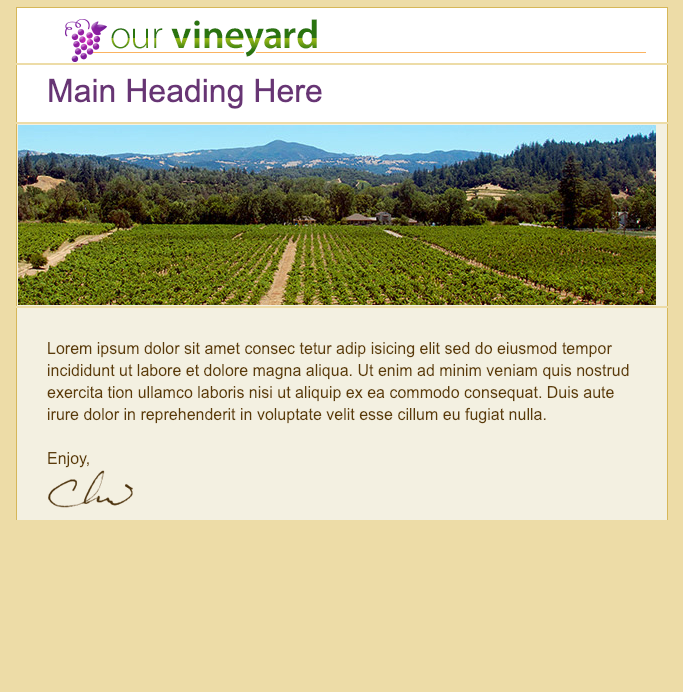 our vineyard
Main Heading Here
Lorem ipsum dolor sit amet consec tetur adip isicing elit sed do eiusmod tempor
incididunt ut labore et dolore magna aliqua. Ut enim ad minim veniam quis nostrud
exercita tion ullamco laboris nisi ut aliquip ex ea commodo consequat. Duis aute
irure dolor in reprehenderit in voluptate velit esse cillum eu fugiat nulla.
Enjoy,